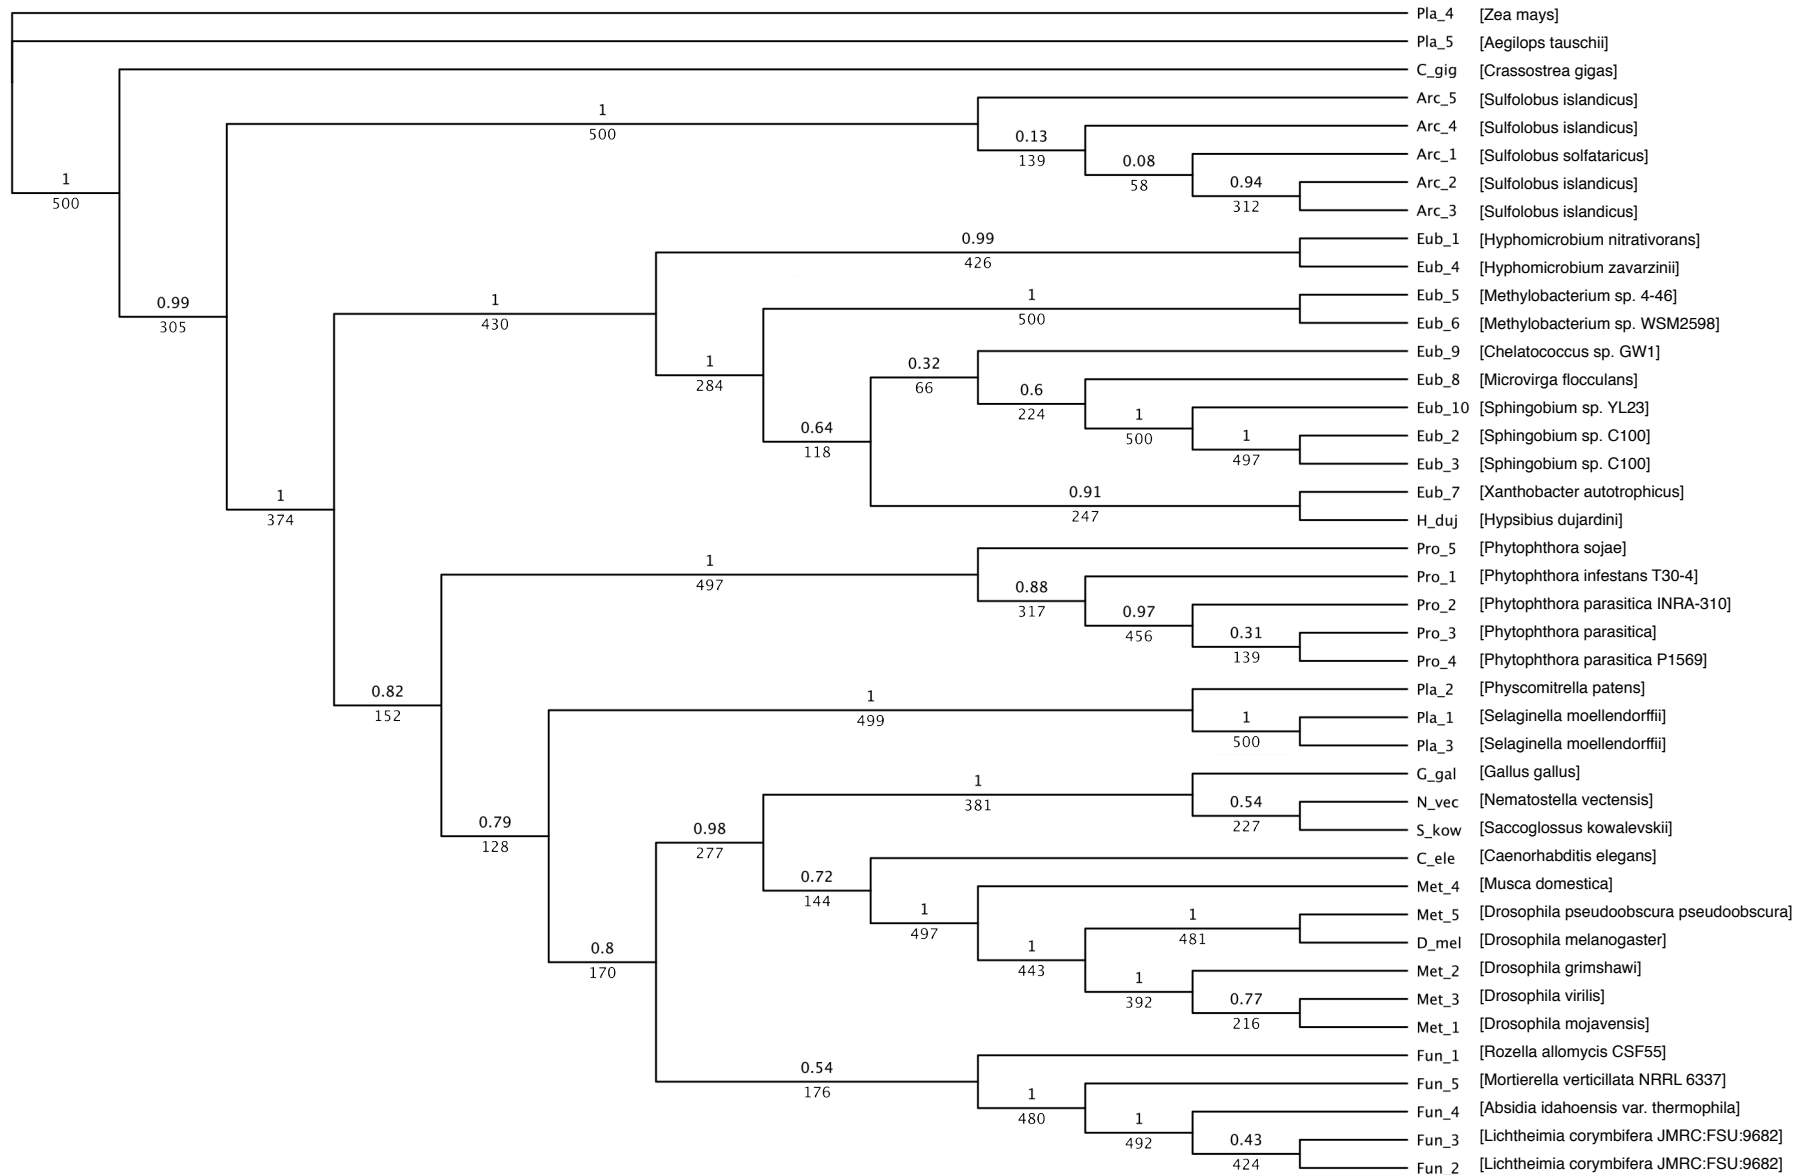 Pla_4 [Zea mays]
Pla_5 [Aegilops tauschii]
C_gig [Crassostrea gigas]
Arc_5 [Sulfolobus islandicus]
1
500
Arc_4 [Sulfolobus islandicus]
0.13
139
Arc_1 [Sulfolobus solfataricus]
0.08
58
Arc_2 [Sulfolobus islandicus]
1
500
0.94
312
Arc_3 [Sulfolobus islandicus]
Eub_1 [Hyphomicrobium nitrativorans]
0.99
426
Eub_4 [Hyphomicrobium zavarzinii]
Eub_5 [Methylobacterium sp. 4-46]
0.99
305
1
430
1
500
Eub_6 [Methylobacterium sp. WSM2598]
Eub_9 [Chelatococcus sp. GW1]
1
284
0.32
66
Eub_8 [Microvirga flocculans]
0.6
224
Eub_10 [Sphingobium sp. YL23]
1
500
0.64
118
Eub_2 [Sphingobium sp. C100]
1
497
Eub_3 [Sphingobium sp. C100]
Eub_7 [Xanthobacter autotrophicus]
1
374
0.91
247
H_duj [Hypsibius dujardini]
Pro_5 [Phytophthora sojae]
1
497
Pro_1 [Phytophthora infestans T30-4]
0.88
317
Pro_2 [Phytophthora parasitica INRA-310]
0.97
456
Pro_3 [Phytophthora parasitica]
0.31
139
Pro_4 [Phytophthora parasitica P1569]
Pla_2 [Physcomitrella patens]
0.82
152
1
499
Pla_1 [Selaginella moellendorffii]
1
500
Pla_3 [Selaginella moellendorffii]
G_gal [Gallus gallus]
1
381
N_vec [Nematostella vectensis]
0.54
227
S_kow [Saccoglossus kowalevskii]
0.79
128
0.98
277
C_ele [Caenorhabditis elegans]
0.72
144
Met_4 [Musca domestica]
1
497
Met_5 [Drosophila pseudoobscura pseudoobscura]
1
481
D_mel [Drosophila melanogaster]
0.8
170
1
443
Met_2 [Drosophila grimshawi]
1
392
Met_3 [Drosophila virilis]
0.77
216
Met_1 [Drosophila mojavensis]
Fun_1 [Rozella allomycis CSF55]
0.54
176
Fun_5 [Mortierella verticillata NRRL 6337]
1
480
Fun_4 [Absidia idahoensis var. thermophila]
1
492
Fun_3 [Lichtheimia corymbifera JMRC:FSU:9682]
0.43
424
Fun_2 [Lichtheimia corymbifera JMRC:FSU:9682]